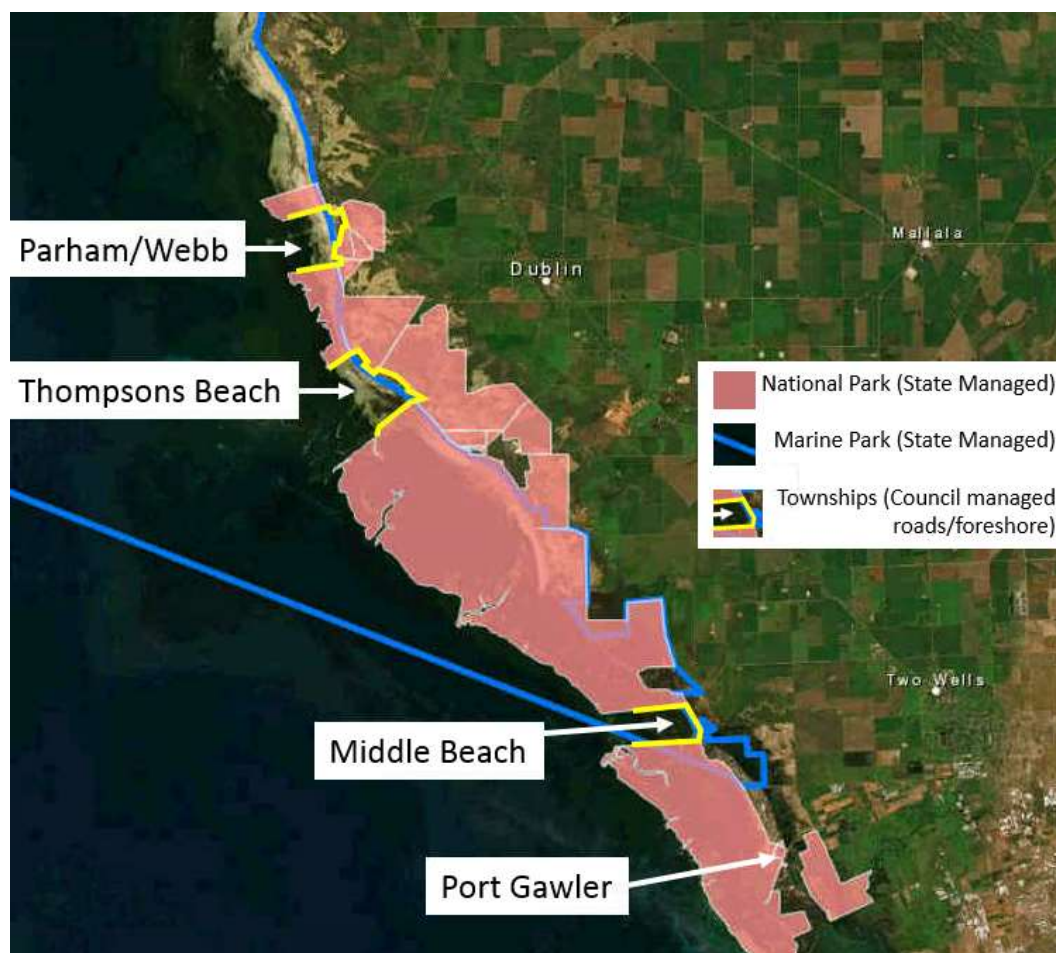 Parham/Webb
Mallala
Dublin
Thompsons Beach
National Park (State Managed)
Marine Park (State Managed)
Townships (Council managed
roads/foreshore)
Two Wells
Middle Beach
Port Gawler